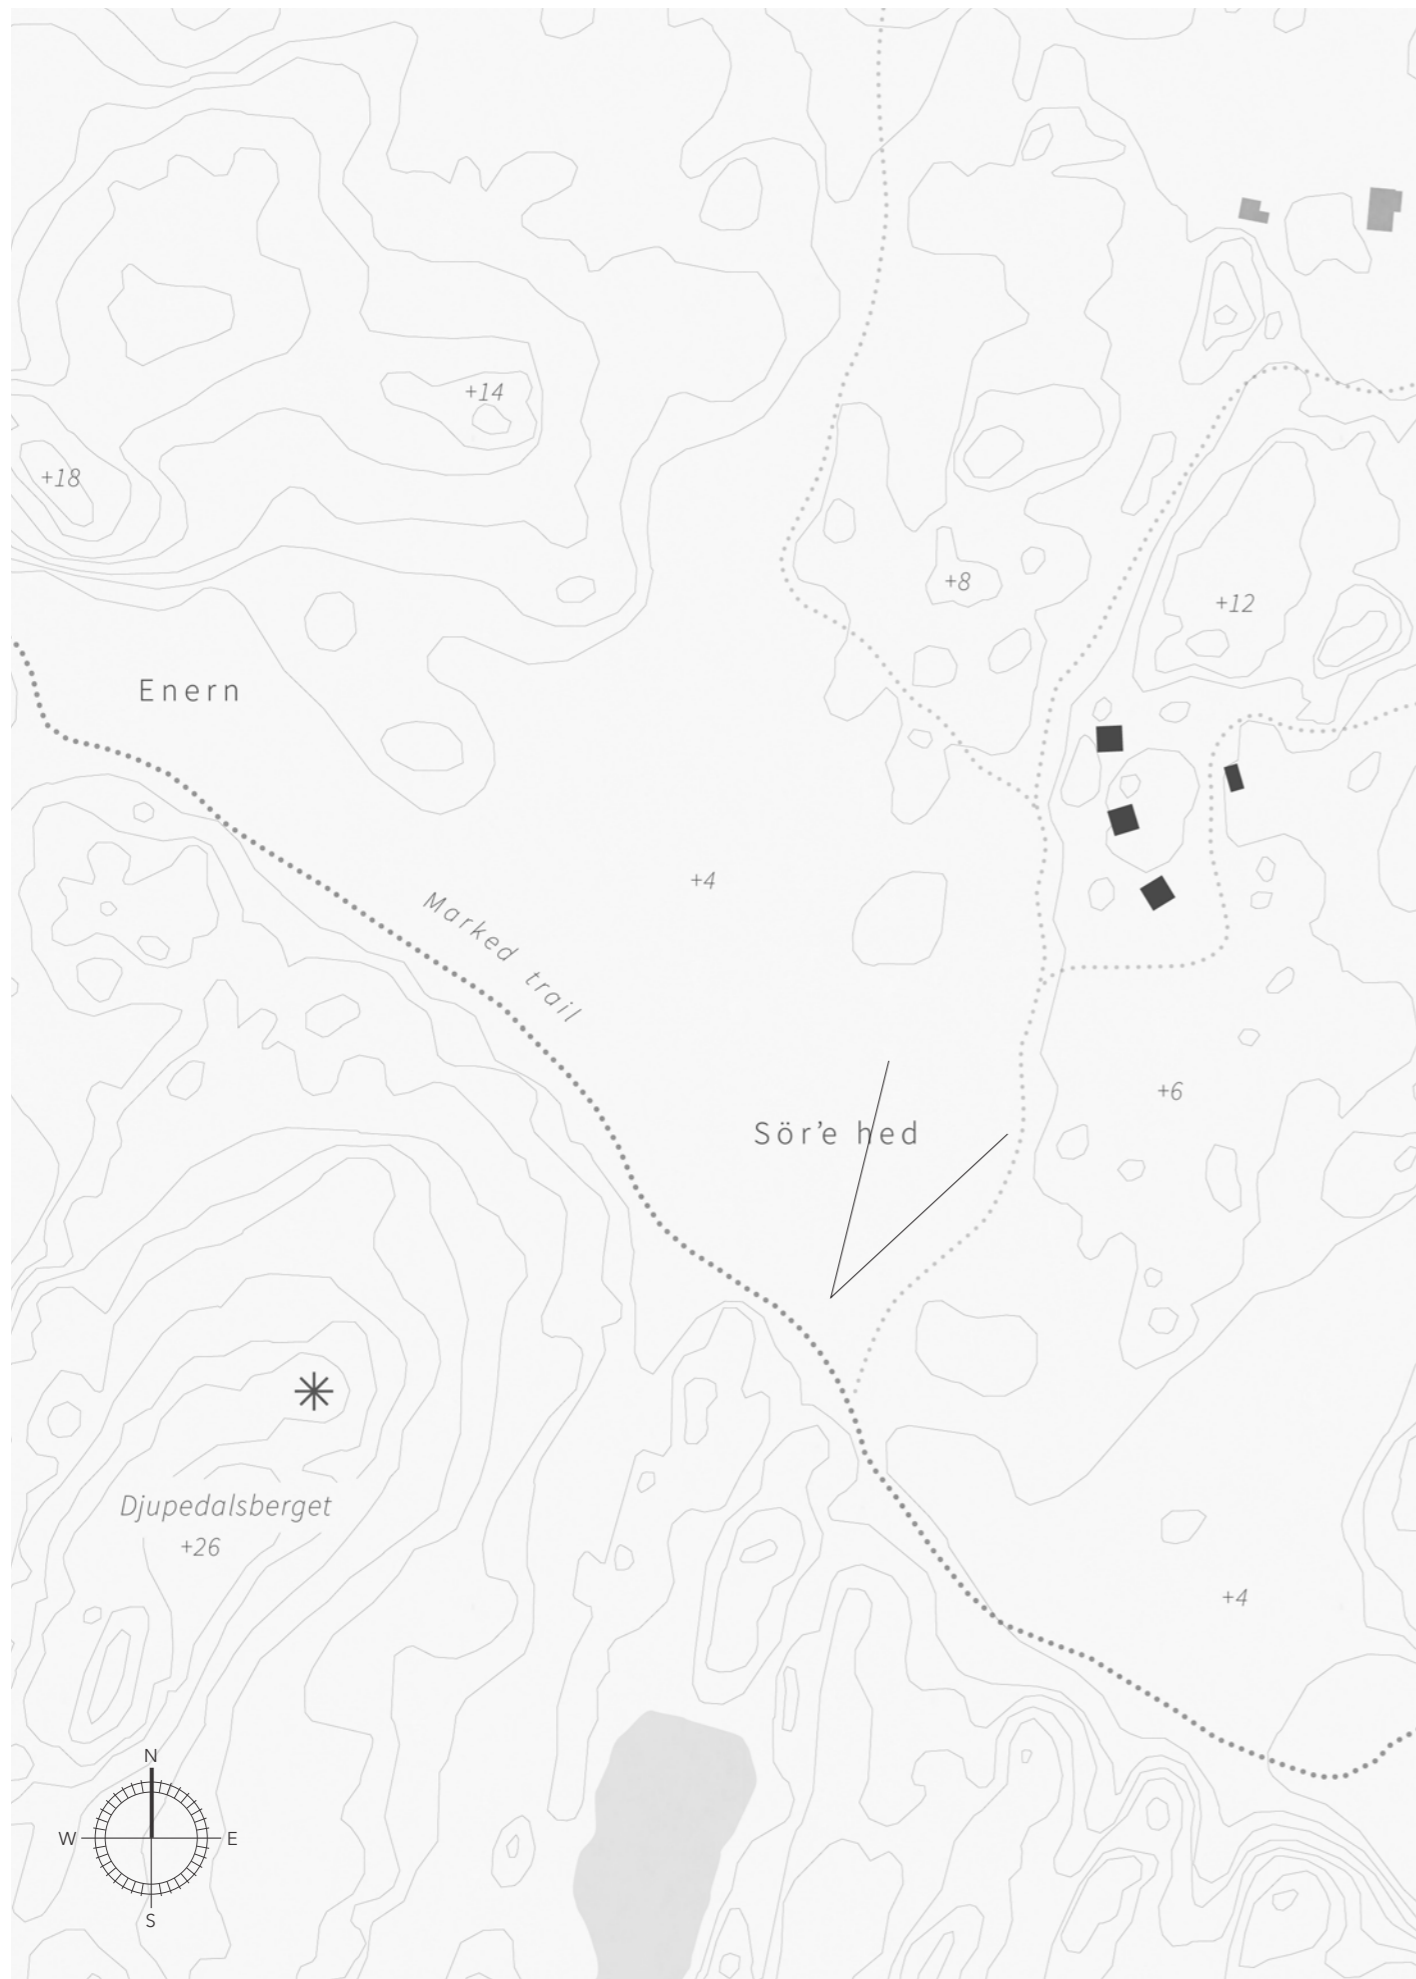 +14
+18
+8
+12
Enern
+4
Marked trail
+6
Sör’e hed
Djupedalsberget
+26
+4
N
W
E
S